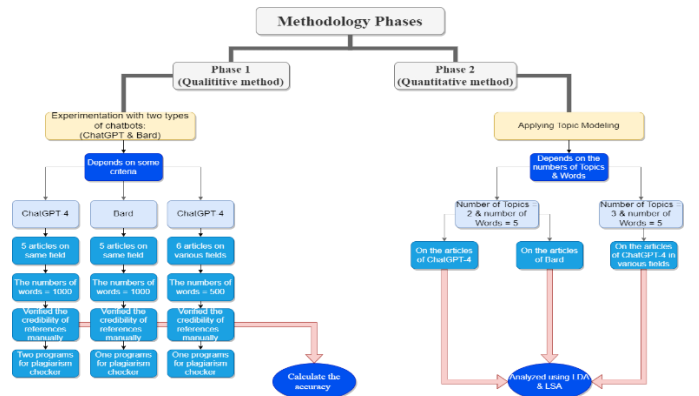 Methodology Phases
Phase 1
(Qualititive method)
Phase 2
(Quantitative method)
Experimentation with two types
of chatbots:
(ChatGPT & Bard)
Applying Topic Modeling
Depends on some
criteria
Depends on the
numbers of Topics
& Words
ChatGPT 4
Bard
ChatGPT 4
Number of Topics
2 & number of
Words = 5
Number of Topics
3 & number of
Words = 5
5 articles on
same field
5 articles on
same field
6 articles on
various fields
On the articles
of ChatGPT-4
On the articles
of Bard
On the articles
of ChatGPT-4 in
various fields
The numbers of
words = 1000
The numbers of
words = 1000
The numbers of
words = 500
Verified the
credibility of
references
manually
Verified the
credibility of
references
manually
Verified the
credibility of
references
manually
Two programs
for plagiarism
checker
One programs
for plagiarism
checker
One programs
for plagiarism
checker
Calculate the
accuracy
Analyzed using LDA
& LSA